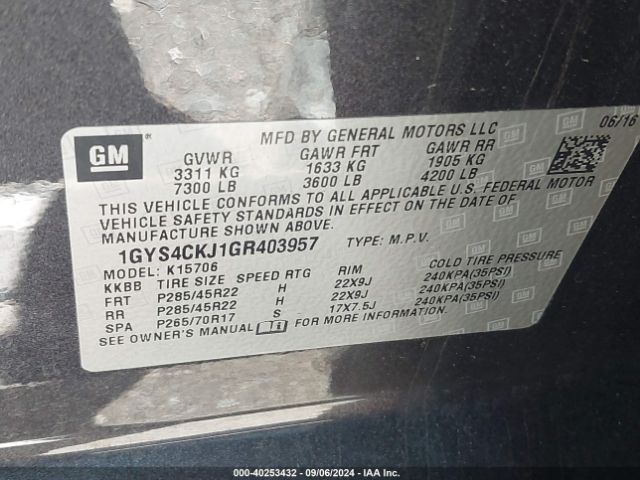 GM
MFD BY GENERAL MOTORS LLC 06/16
GVWR GAWR FRT GAWR RR
3311 KG 1633 KG 1905 KG
7300 LB 3600 LB 4200 LB
THIS VEHICLE CONFORMS TO ALL APPLICABLE U.S. FEDERAL MOTOR
VEHICLE SAFETY STANDARDS IN EFFECT ON THE DATE OF
MANUFACTURE SHOWN ABOVE.
1GYS4CKJ1GR403957 TYPE: M.P.V.
MODEL: K15706
KKBB TIRE SIZE SPEED RTG RIM COLD TIRE PRESSURE
FRT P285/45R22 H 22X9J 240KPA(35PSI)
RR P285/45R22 H 22X9J 240KPA(35PSI)
SPA P265/70R17 S 17X7.5J 240KPA(35PSI)
SEE OWNER'S MANUAL FOR MORE INFORMATION.
000-40253432 - 09/06/2024 - IAA Inc.